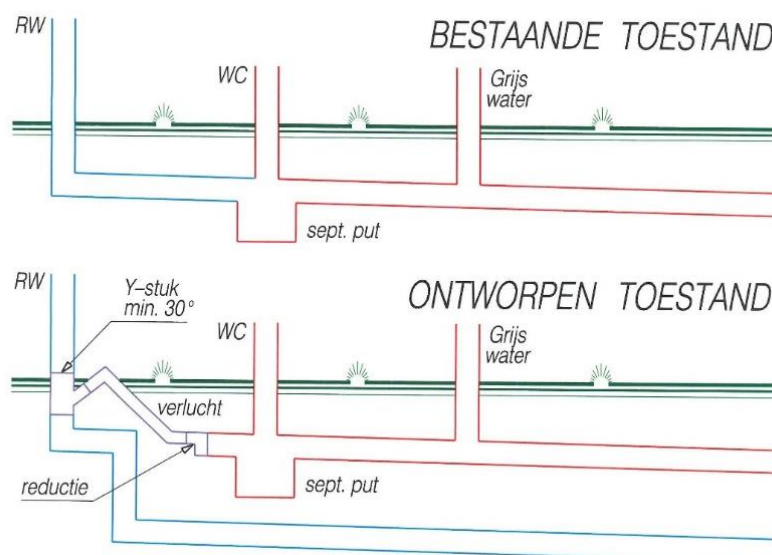 RW
BESTAANDE TOESTAND
WC
Grijs
water
sept. put
RW
Y-stuk
min. 30°
ONTWORPEN TOESTAND
WC
Grijs
water
verlucht
reductie
sept. put